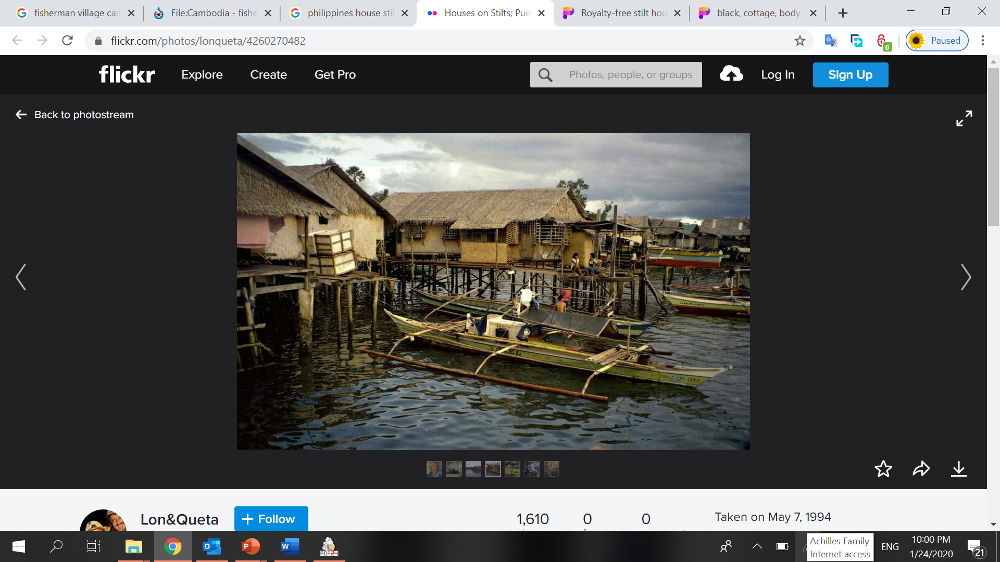 fisherman village can
File:Cambodia - fishe
philippines house stil
Houses on Stilts; Pue
Royalty-free stilt hou
black, cottage, body,
flickr.com/photos/lonqueta/4260270482
0
Paused
flickr
Explore
Create
Get Pro
Photos, people, or groups
Log In
Sign Up
Back to photostream
Lon&Queta
+ Follow
1,610
0
0
Taken on May 7, 1994
PDF24
Achilles Family
Internet access
ENG
10:00 PM
1/24/2020
21